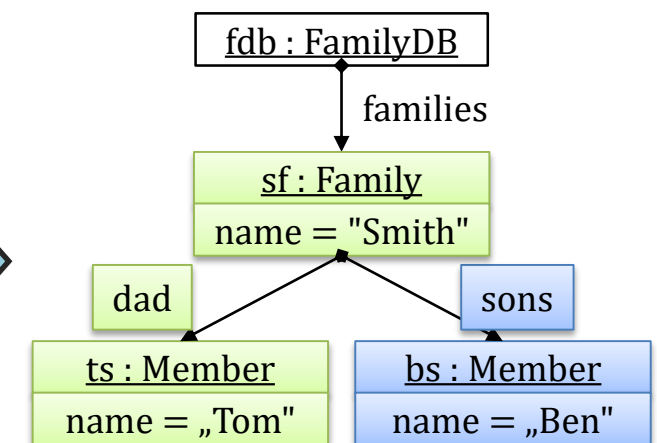 fdb : FamilyDB
families
sf : Family
name = "Smith"
dad
sons
ts : Member
bs : Member
name = „Tom"
name = „Ben"